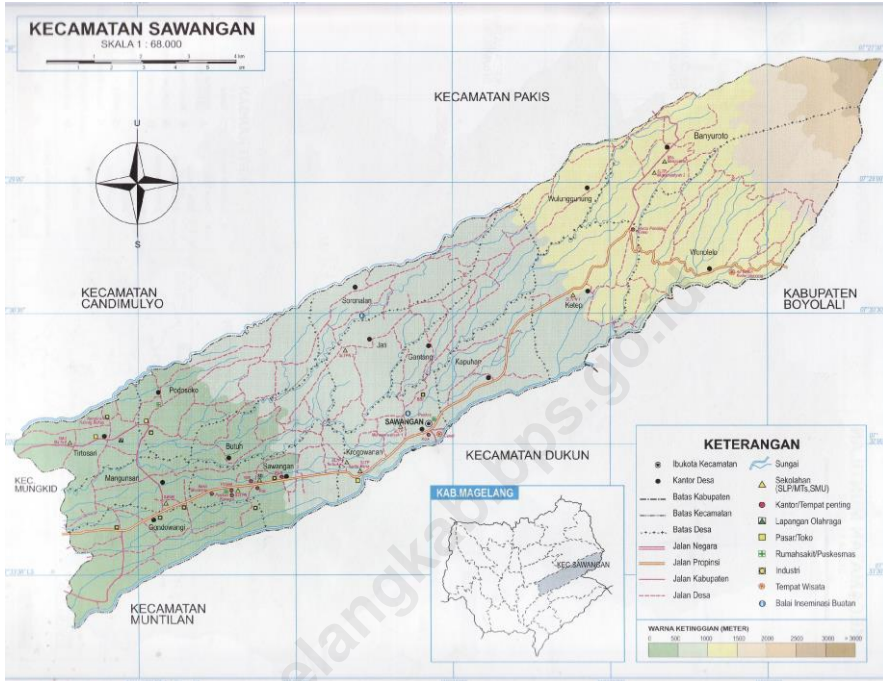 KECAMATAN SAWANGAN
SKALA 1 : 68.000
KECAMATAN PAKIS
U
S
Banyuroto
Wulunggunung
Wonolelo
KECAMATAN
CANDIMULYO
KABUPATEN
BOYOLALI
Soronalan
Ketep
Jati
Gantang
Kapuhan
Podosoko
SAWANGAN
Krogowanan
Butuh
Tirtosari
Sawangan
Mangunsari
KEC.
MUNGKID
Gondowangi
KECAMATAN DUKUN
KECAMATAN
MUNTILAN
KAB.MAGELANG
KEC.SAWANGAN
KETERANGAN
Ibukota Kecamatan
Kantor Desa
Batas Kabupaten
Batas Kecamatan
Batas Desa
Jalan Negara
Jalan Propinsi
Jalan Kabupaten
Jalan Desa
Sungai
Sekolahan
(SLP/MTs,SMU)
Kantor/Tempat penting
Lapangan Olahraga
Pasar/Toko
Rumahsakit/Puskesmas
Industri
Tempat Wisata
Balai Inseminasi Buatan
WARNA KETINGGIAN (METER)
0 500 1000 1500 2000 3000 > 3000
elangkab.bps.go.id